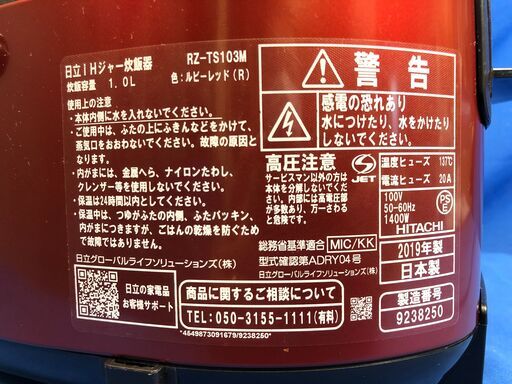 日立IHジャー炊飯器 RZ-TS103M
炊飯容量 1.0L 色:ルビーレッド(R)
使用上の注意
・本体内側に水を入れないでください。
・ご使用中は、ふたの上にふきんなどをかけて、
蒸気口をおおわないでください。故障の原因と
なります。
・内がまには、金属へら、ナイロンたわし、
クレンザー等を使用しないでください。
・保温は24時間以内としてください。
・保温中は、つゆがふたの内側、ふたパッキン、
内がまにつきますが、ごはんの乾燥を防ぐため
で故障ではありません。
日立グローバルライフソリューションズ(株)
警告
感電の恐れあり
水につけたり、水をかけたり
しないでください。
高圧注意
サービスマン以外の方は
本体を分解しないでくだ
さい。内部には高電圧部
が多数あり、万一さわる
と危険です。
JET
温度ヒューズ 137℃
電流ヒューズ 20A
100V
50-60Hz
1400W
PS
E
HITACHI
総務省基準適合 MIC/KK
型式確認第ADRY04号
日立グローバルライフソリューションズ(株)
2019年製
日本製
日立の家電品
お客様サポート
商品に関するご相談について
TEL:050-3155-1111(有料)
製造番号
9238250
*4549873091679/9238250*